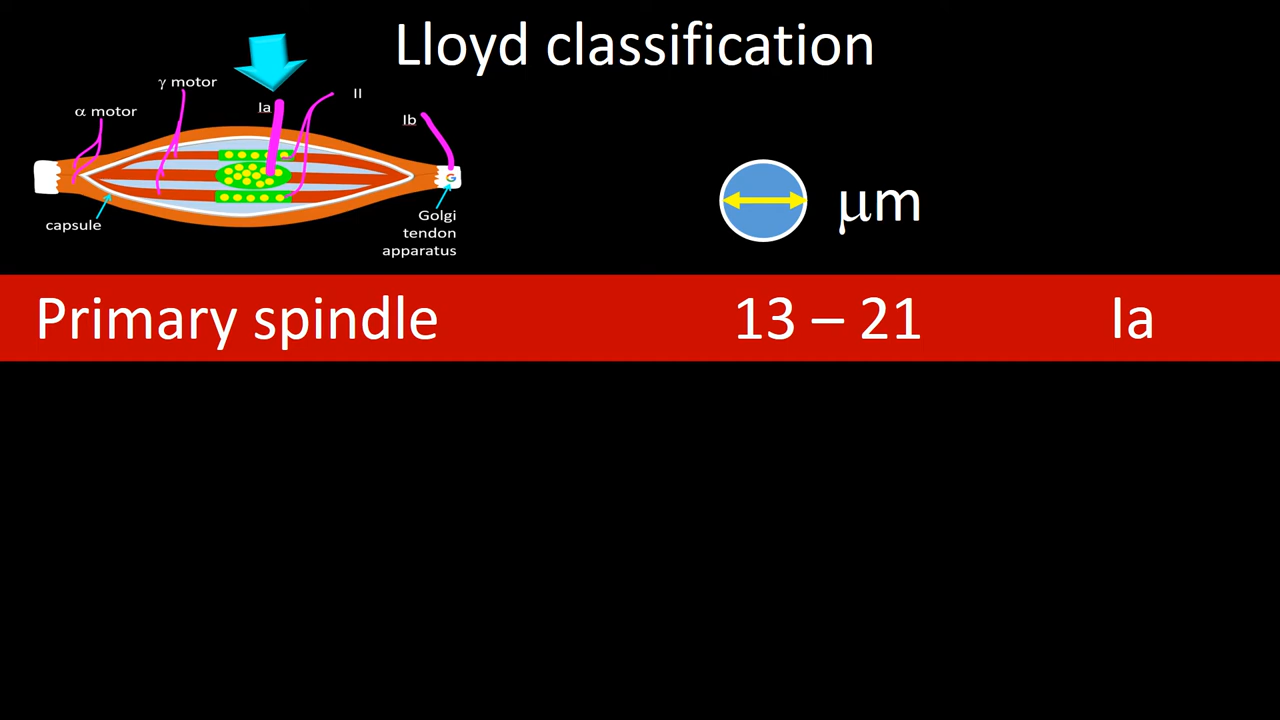 Lloyd classification
γ motor
Ia
II
α motor
Ib
G
capsule
Golgi
tendon
apparatus
μm
Primary spindle 13 – 21 Ia